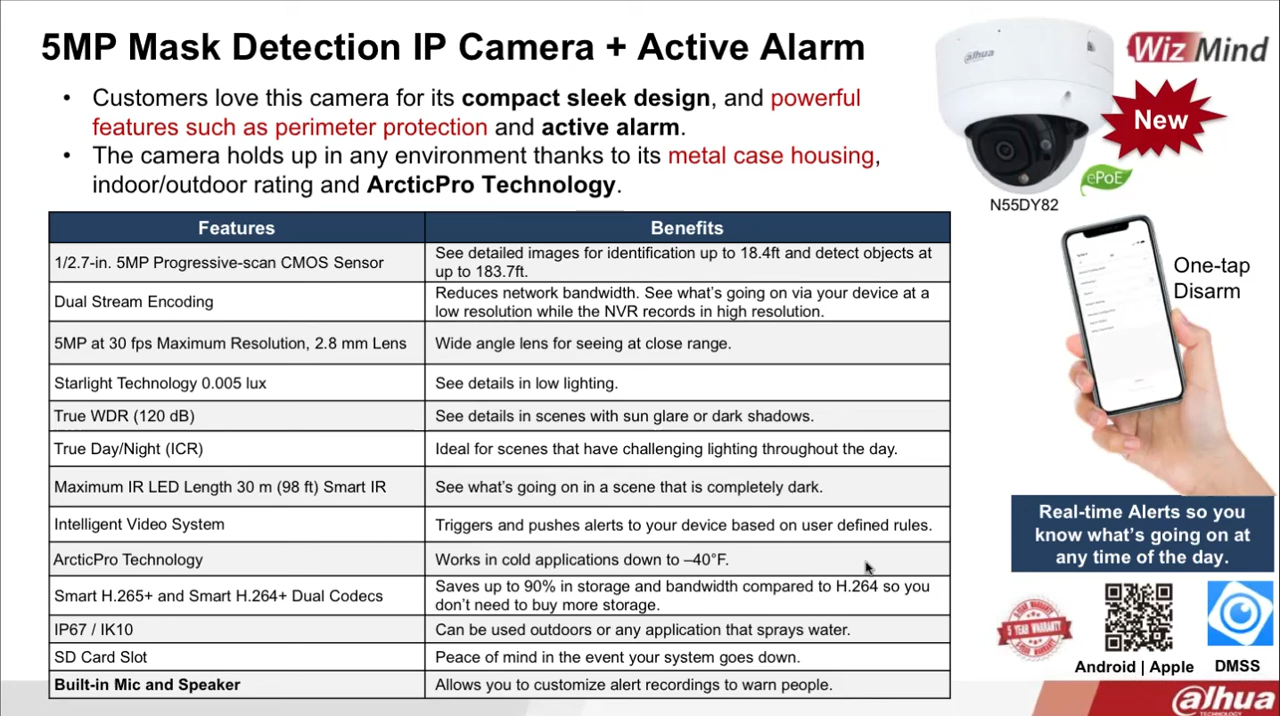 5MP Mask Detection IP Camera + Active Alarm
• Customers love this camera for its compact sleek design, and powerful
features such as perimeter protection and active alarm.
• The camera holds up in any environment thanks to its metal case housing,
indoor/outdoor rating and ArcticPro Technology.
alhua
Wiz Mind
New
ePoE
N55DY82
Features Benefits
1/2.7-in. 5MP Progressive-scan CMOS Sensor
See detailed images for identification up to 18.4ft and detect objects at
up to 183.7ft.
Dual Stream Encoding
Reduces network bandwidth. See what's going on via your device at a
low resolution while the NVR records in high resolution.
5MP at 30 fps Maximum Resolution, 2.8 mm Lens
Wide angle lens for seeing at close range.
Starlight Technology 0.005 lux
See details in low lighting.
True WDR (120 dB)
See details in scenes with sun glare or dark shadows.
True Day/Night (ICR)
Ideal for scenes that have challenging lighting throughout the day.
Maximum IR LED Length 30 m (98 ft) Smart IR
See what's going on in a scene that is completely dark.
Intelligent Video System
Triggers and pushes alerts to your device based on user defined rules.
ArcticPro Technology
Works in cold applications down to –40°F.
Smart H.265+ and Smart H.264+ Dual Codecs
Saves up to 90% in storage and bandwidth compared to H.264 so you
don't need to buy more storage.
IP67 / IK10
Can be used outdoors or any application that sprays water.
SD Card Slot
Peace of mind in the event your system goes down.
Built-in Mic and Speaker
Allows you to customize alert recordings to warn people.
One-tap
Disarm
Real-time Alerts so you
know what's going on at
any time of the day.
5 YEAR WARRANTY
Android | Apple
DMSS
alhua
TECHNOLOGY